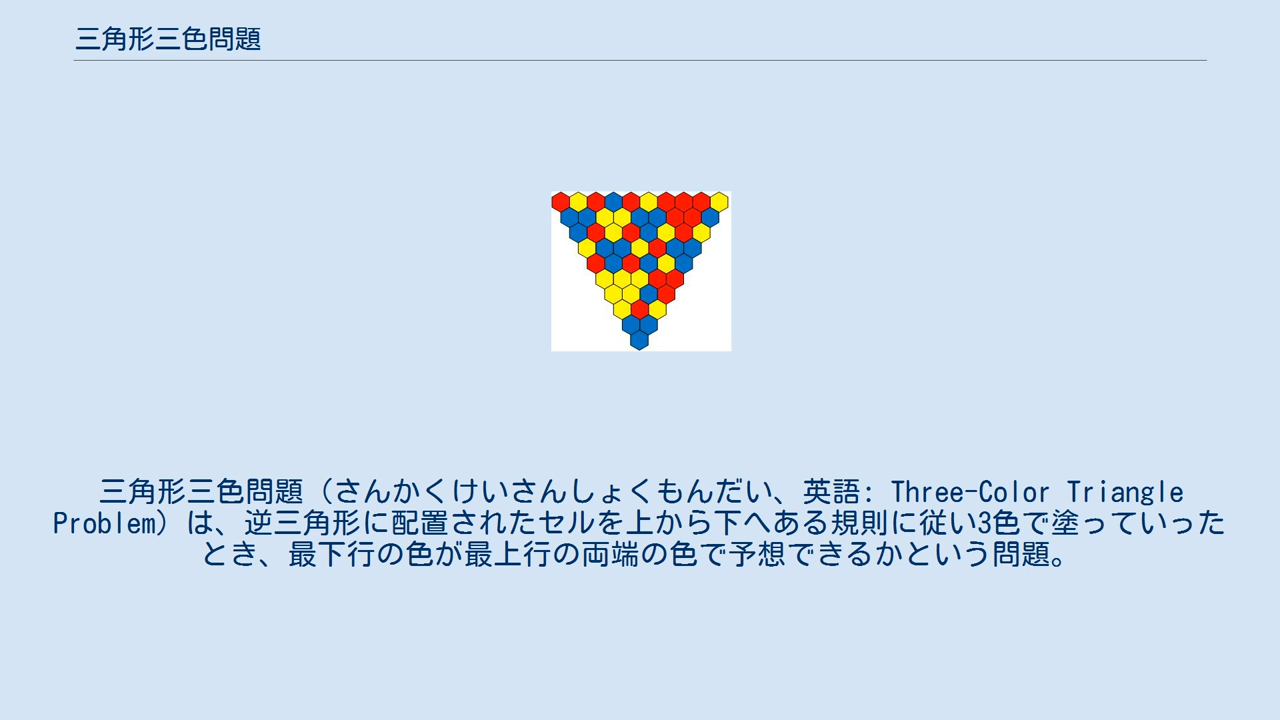 三角形三色問題
三角形三色問題（さんかくけいさんしょくもんだい、英語: Three-Color Triangle
Problem）は、逆三角形に配置されたセルを上から下へある規則に従い3色で塗っていった
とき、最下行の色が最上行の両端の色で予想できるかという問題。